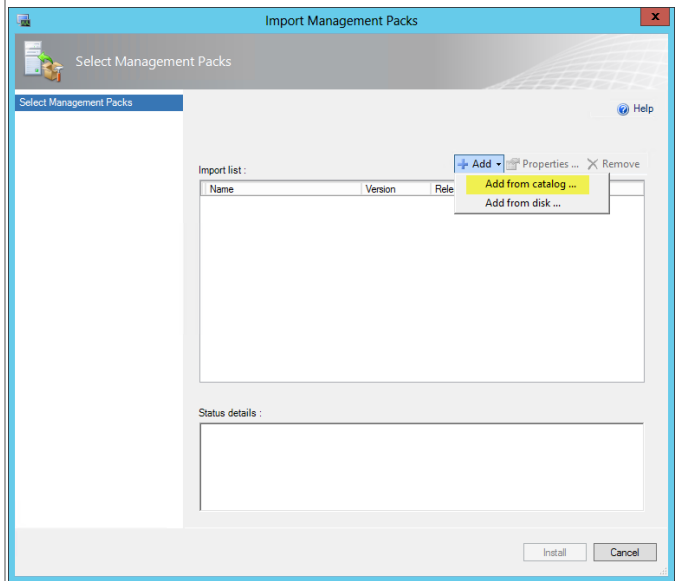 Import Management Packs
x
Select Management Packs
Select Management Packs
Help
Add Properties ... Remove
Import list :
Name Version Rele
Add from catalog ...
Add from disk ...
Status details :
Install Cancel